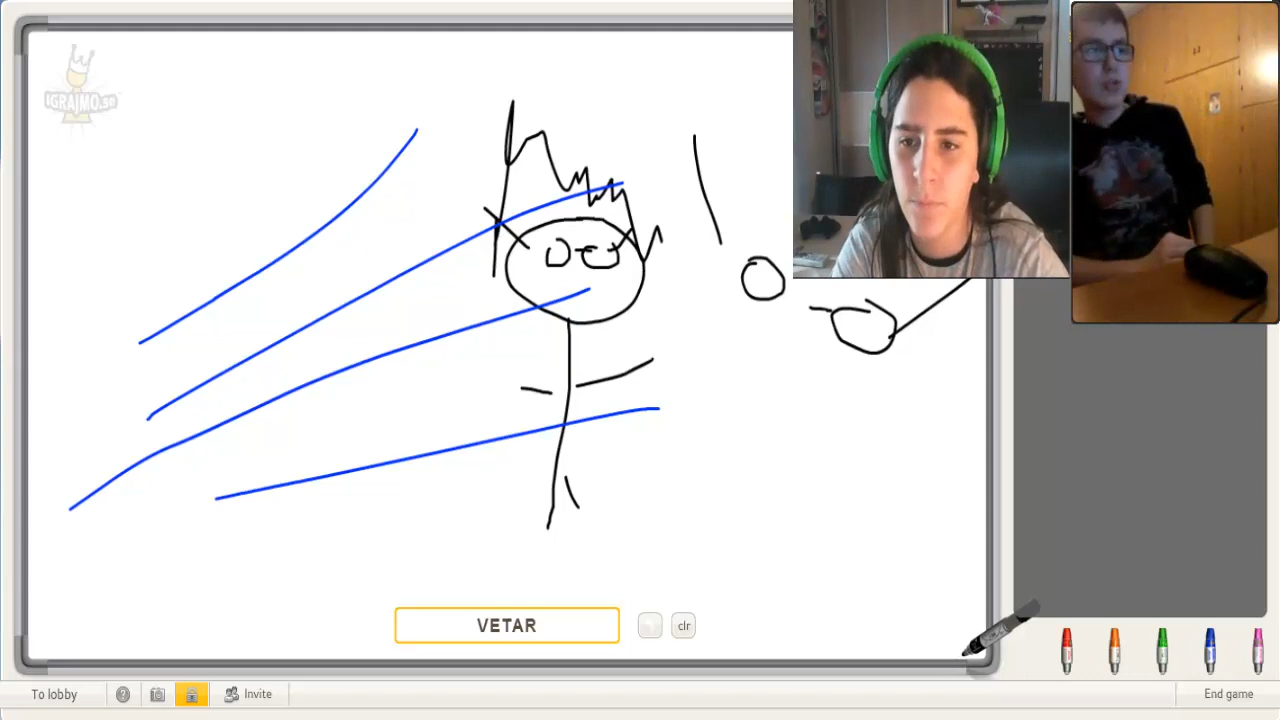 IGRAJMO.SE
VETAR
clr
To lobby
?
Invite
End game